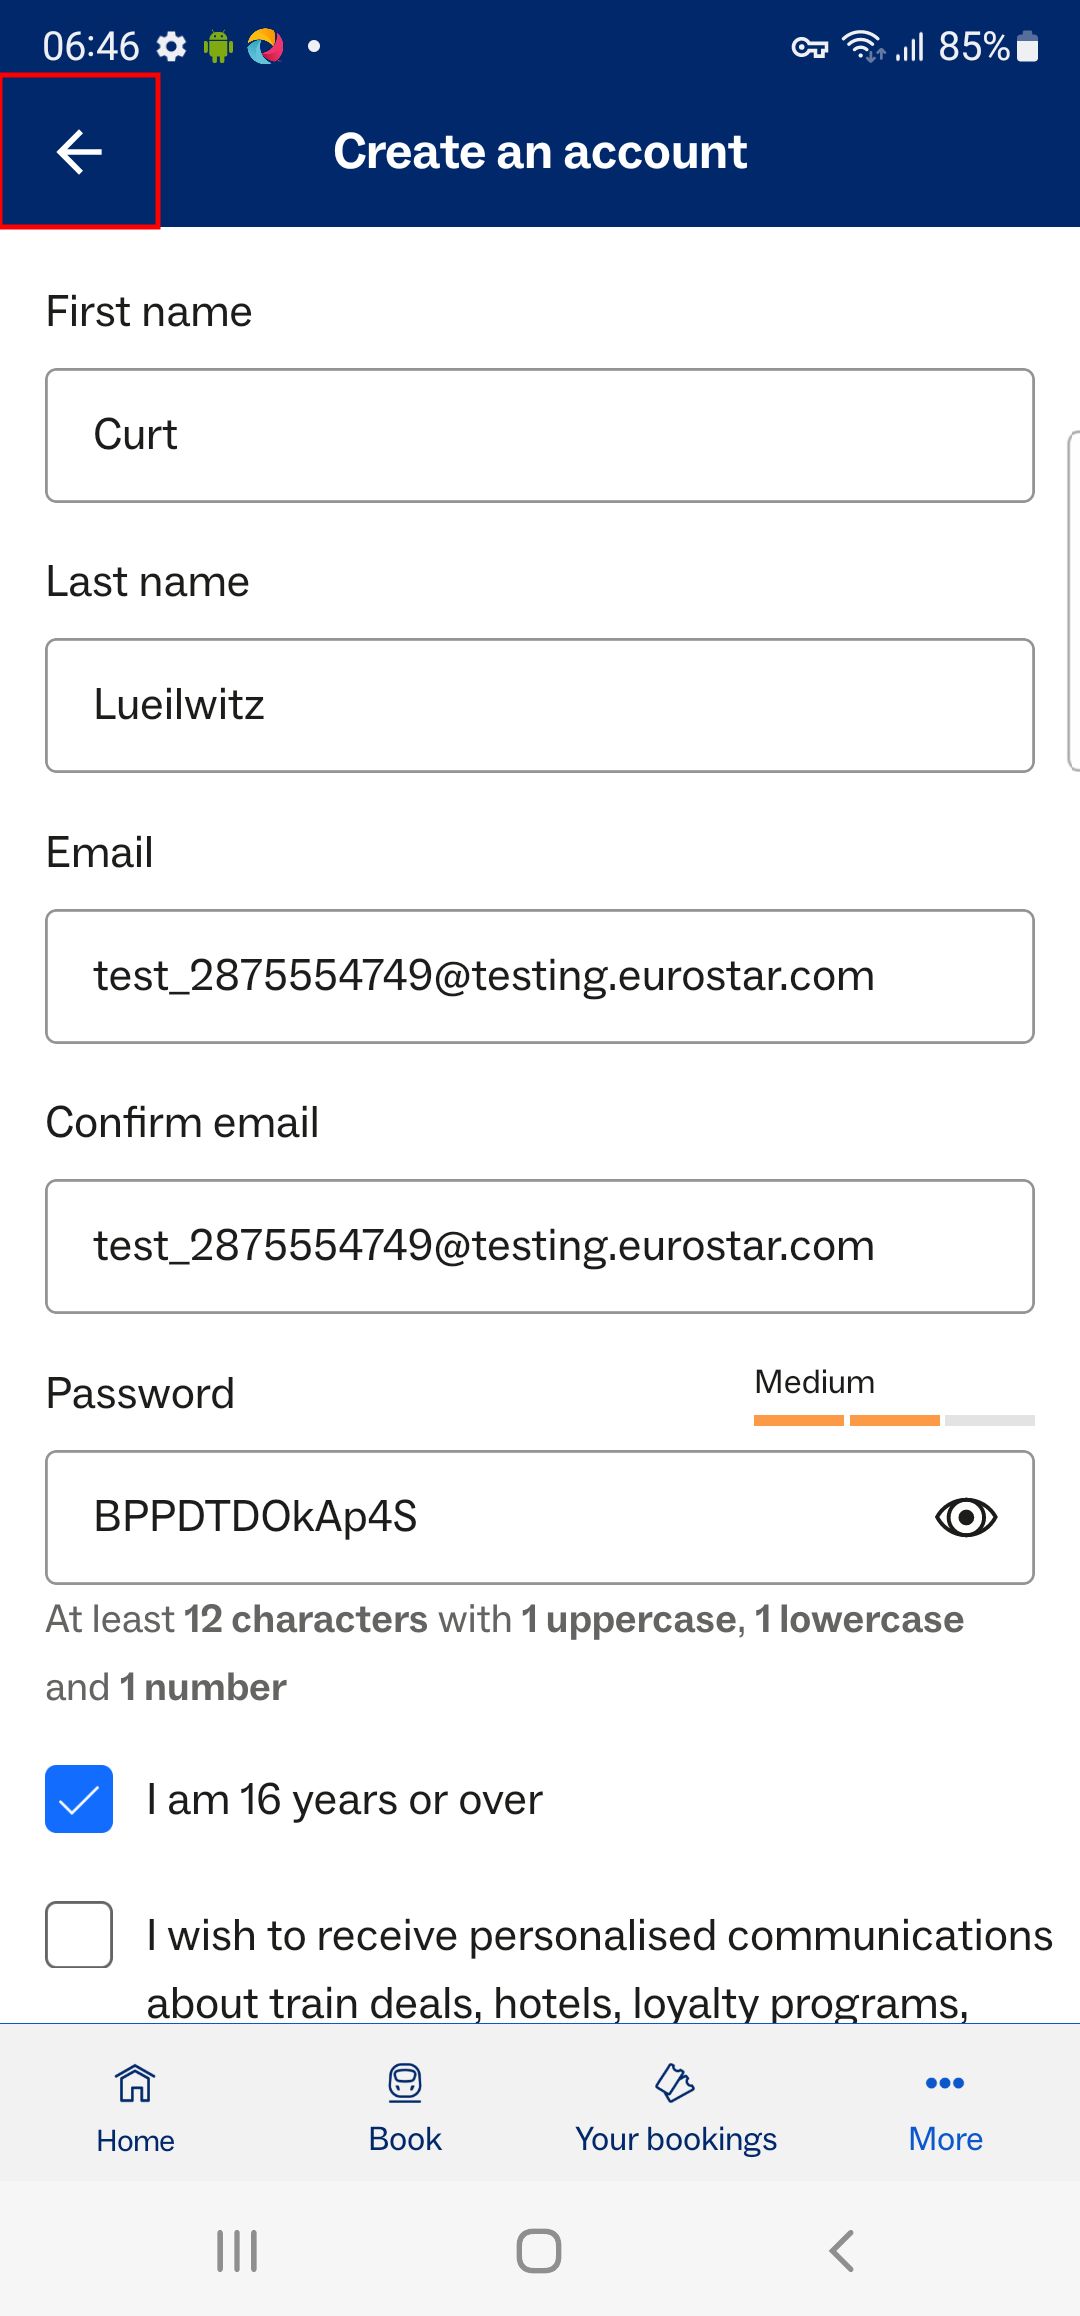 06:46
85%
Create an account
First name
Curt
Last name
Lueilwitz
Email
test_2875554749@testing.eurostar.com
Confirm email
test_2875554749@testing.eurostar.com
Password
Medium
BPPDTDOkAp4S
At least 12 characters with 1 uppercase, 1 lowercase
and 1 number
I am 16 years or over
I wish to receive personalised communications
about train deals, hotels, loyalty programs,
Home
Book
Your bookings
More